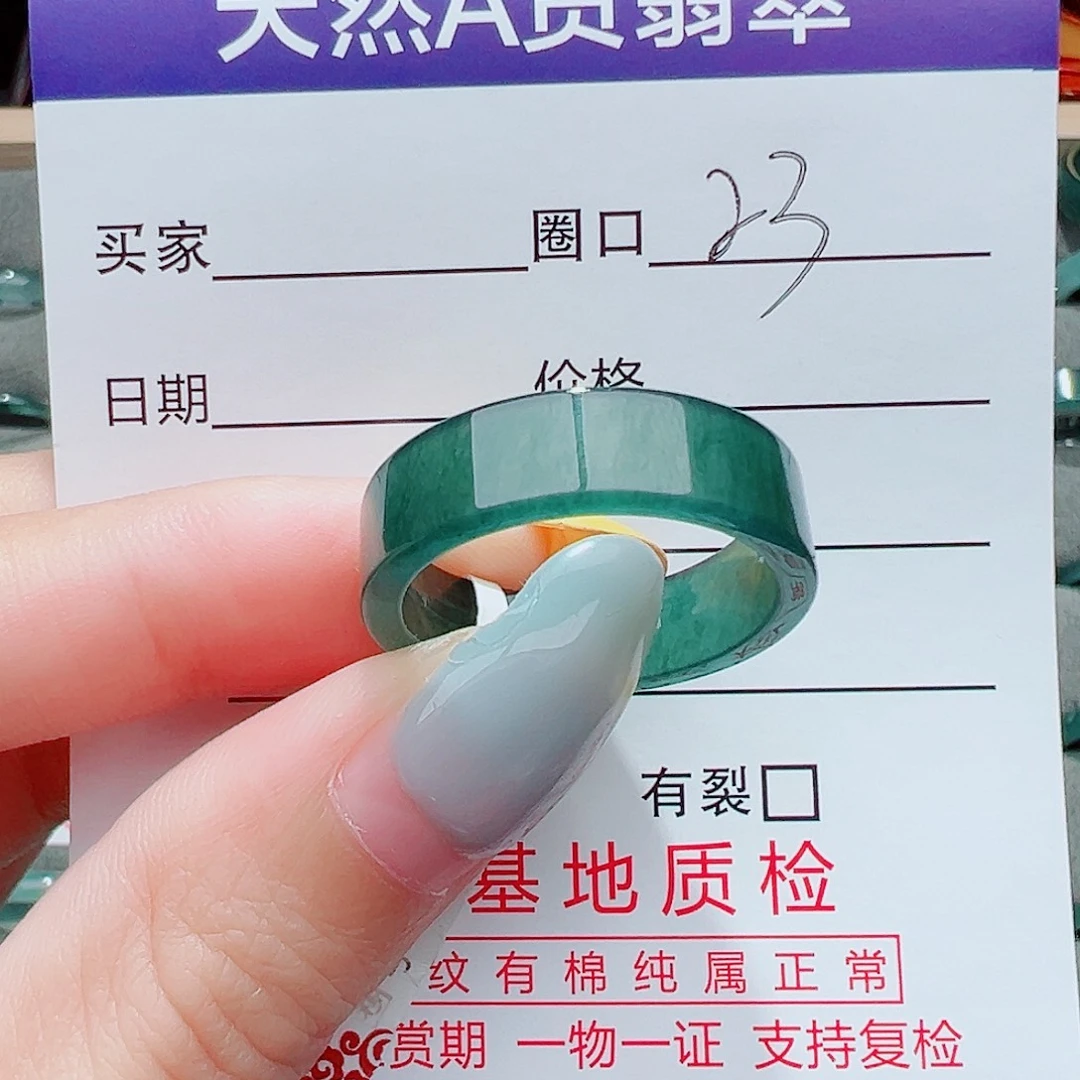 天然A货翡翠
买家 圈口 23
日期 价格
有裂□
基地质检
纹有棉纯属正常
赏期 一物一证 支持复检